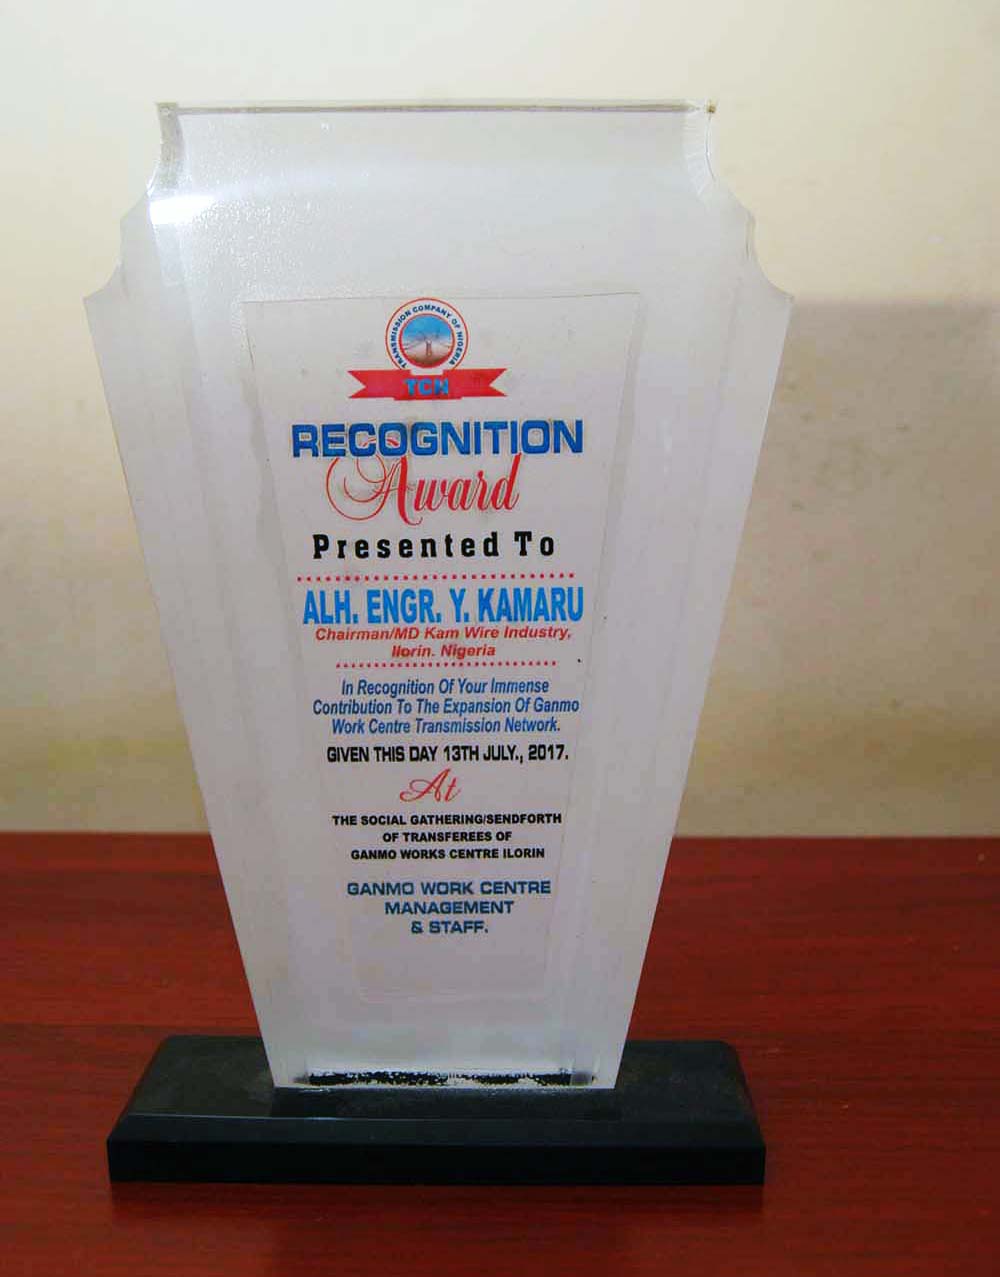 TRANSMISSION COMPANY OF NIGERIA
TCN
RECOGNITION
Award
Presented To
ALH. ENGR. Y. KAMARU
Chairman/MD Kam Wire Industry,
Ilorin. Nigeria
In Recognition Of Your Immense
Contribution To The Expansion Of Ganmo
Work Centre Transmission Network.
GIVEN THIS DAY 13TH JULY., 2017.
At
THE SOCIAL GATHERING/SENDFORTH
OF TRANSFEREES OF
GANMO WORKS CENTRE ILORIN
GANMO WORK CENTRE
MANAGEMENT
& STAFF.